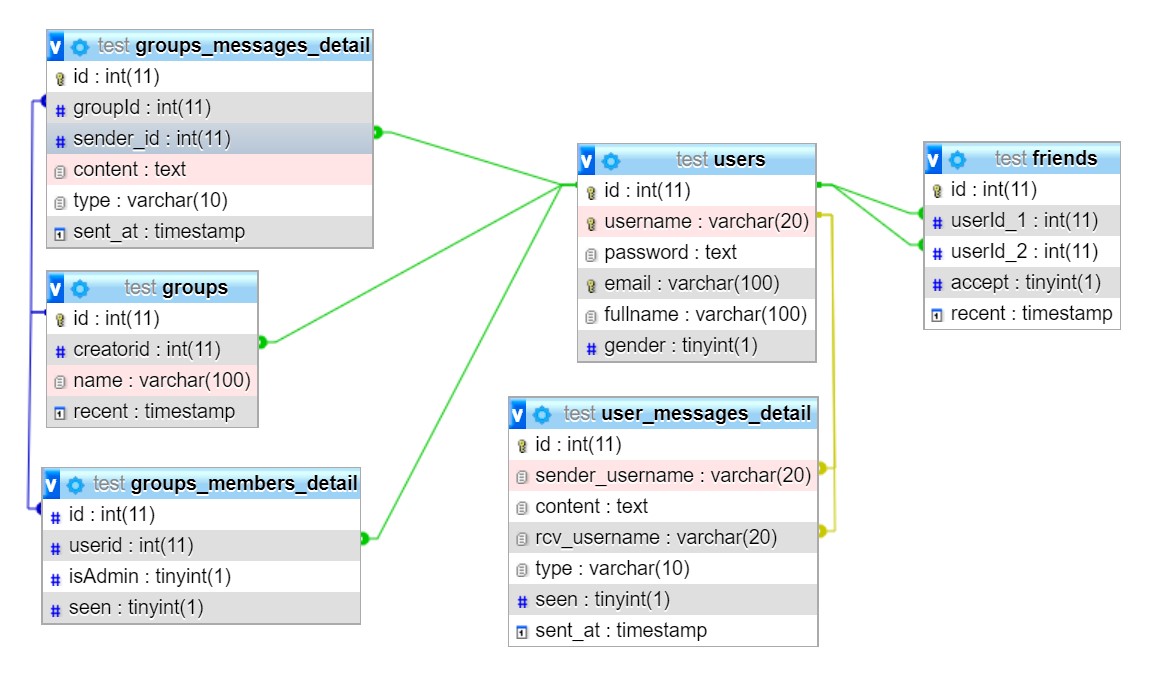 v test groups_messages_detail
id : int(11)
# groupId : int(11)
# sender_id : int(11)
content : text
type : varchar(10)
sent_at : timestamp
v test groups
id : int(11)
# creatorid : int(11)
name : varchar(100)
recent : timestamp
v test groups_members_detail
# id : int(11)
# userid : int(11)
# isAdmin : tinyint(1)
# seen : tinyint(1)
v test users
id : int(11)
username : varchar(20)
password : text
email : varchar(100)
fullname : varchar(100)
# gender : tinyint(1)
v test user_messages_detail
id : int(11)
sender_username : varchar(20)
content : text
rcv_username : varchar(20)
type : varchar(10)
# seen : tinyint(1)
sent_at : timestamp
v test friends
id : int(11)
# userId_1 : int(11)
# userId_2 : int(11)
# accept : tinyint(1)
recent : timestamp